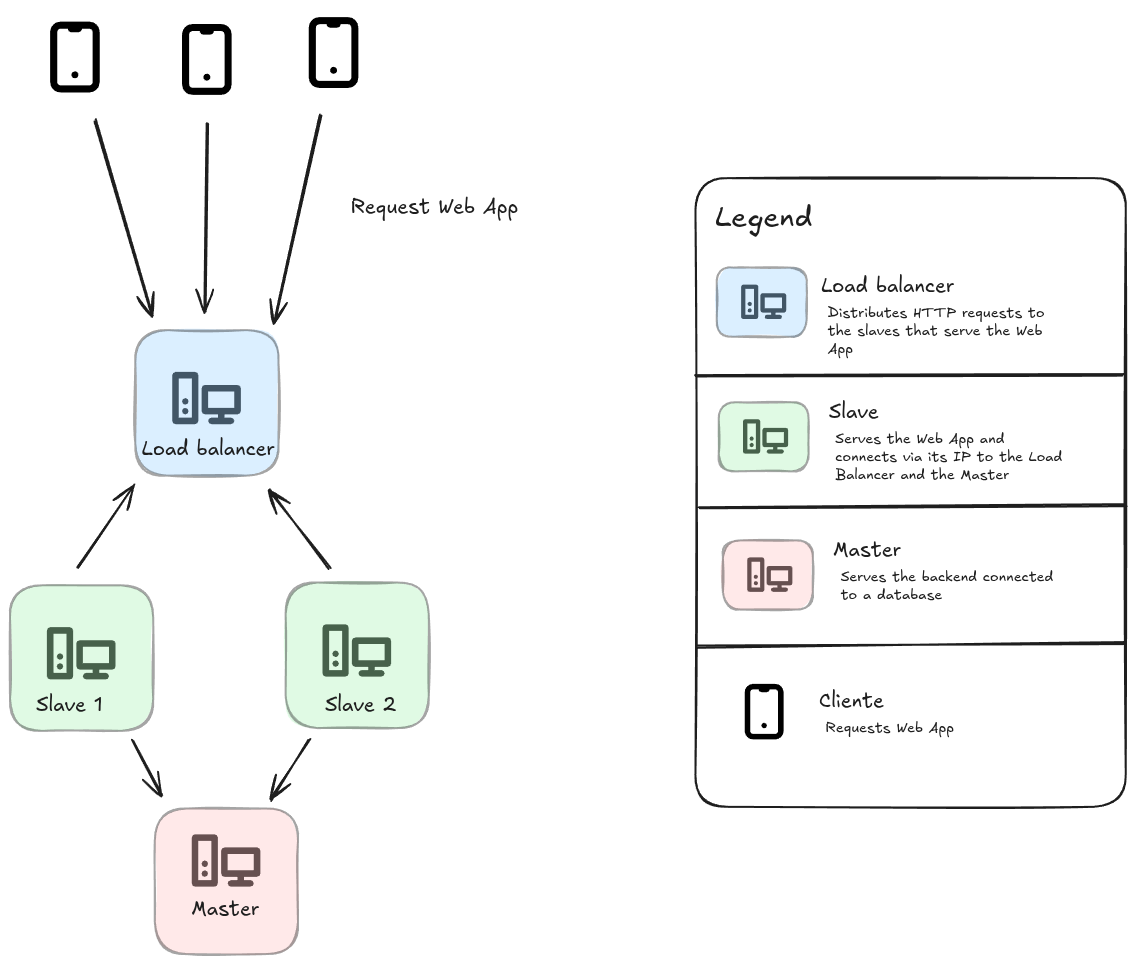 Request Web App
Load balancer
Slave 1
Slave 2
Master
Legend
Load balancer
Distributes HTTP requests to
the slaves that serve the Web
App
Slave
Serves the Web App and
connects via its IP to the Load
Balancer and the Master
Master
Serves the backend connected
to a database
Cliente
Requests Web App